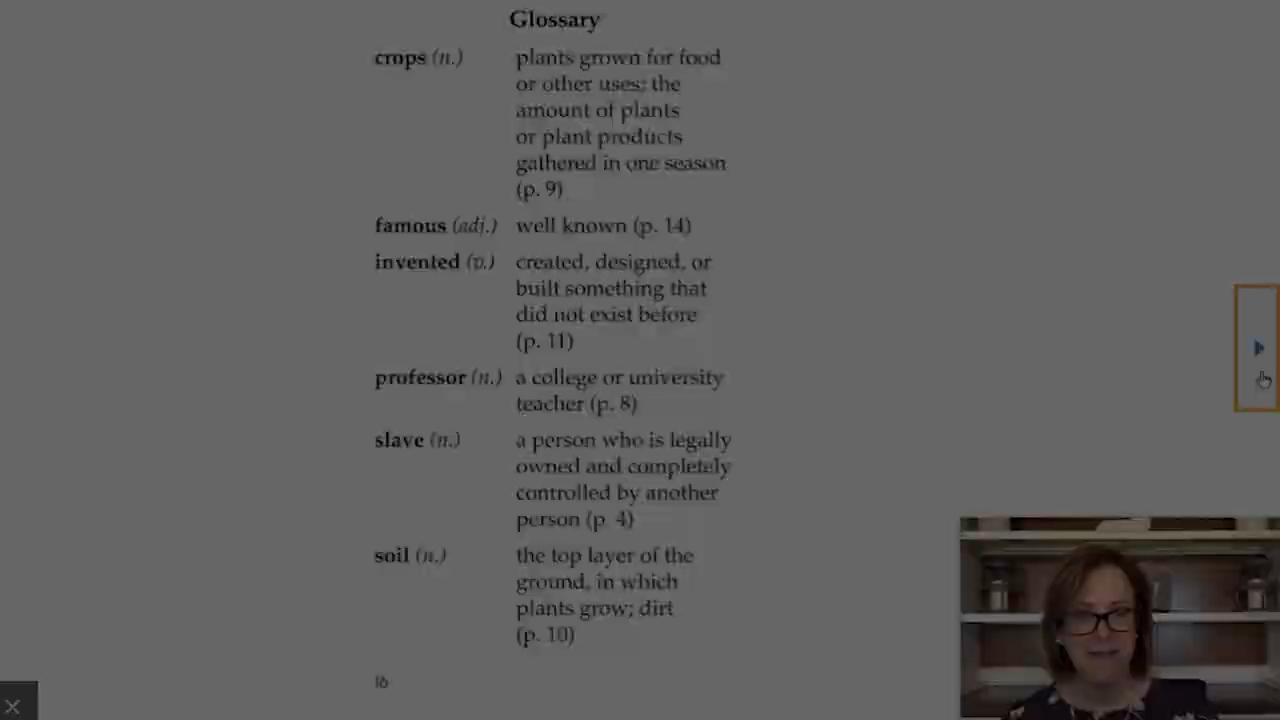 Glossary
crops (n.) plants grown for food
or other uses; the
amount of plants
or plant products
gathered in one season
(p. 9)
famous (adj.) well known (p. 14)
invented (v.) created, designed, or
built something that
did not exist before
(p. 11)
professor (n.) a college or university
teacher (p. 8)
slave (n.) a person who is legally
owned and completely
controlled by another
person (p. 4)
soil (n.) the top layer of the
ground, in which
plants grow; dirt
(p. 10)
16